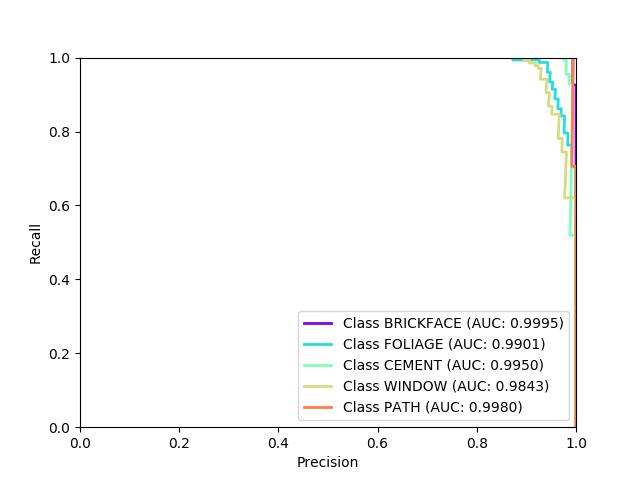 1.0
0.8
0.6
0.4
0.2
0.0
Recall
Class BRICKFACE (AUC: 0.9995)
Class FOLIAGE (AUC: 0.9901)
Class CEMENT (AUC: 0.9950)
Class WINDOW (AUC: 0.9843)
Class PATH (AUC: 0.9980)
0.0 0.2 0.4 0.6 0.8 1.0
Precision